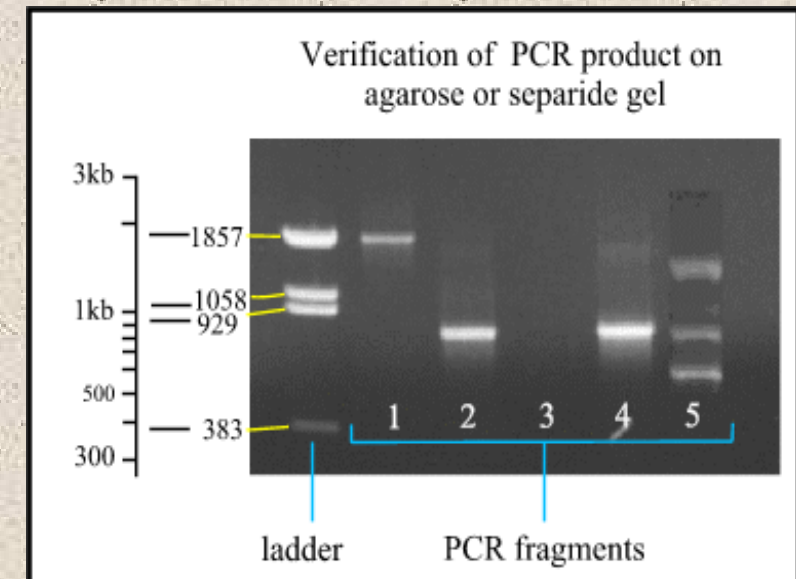 Verification of PCR product on
agarose or separide gel
3kb
1857
1058
1kb
929
500
383
300
1 2 3 4 5
ladder
PCR fragments